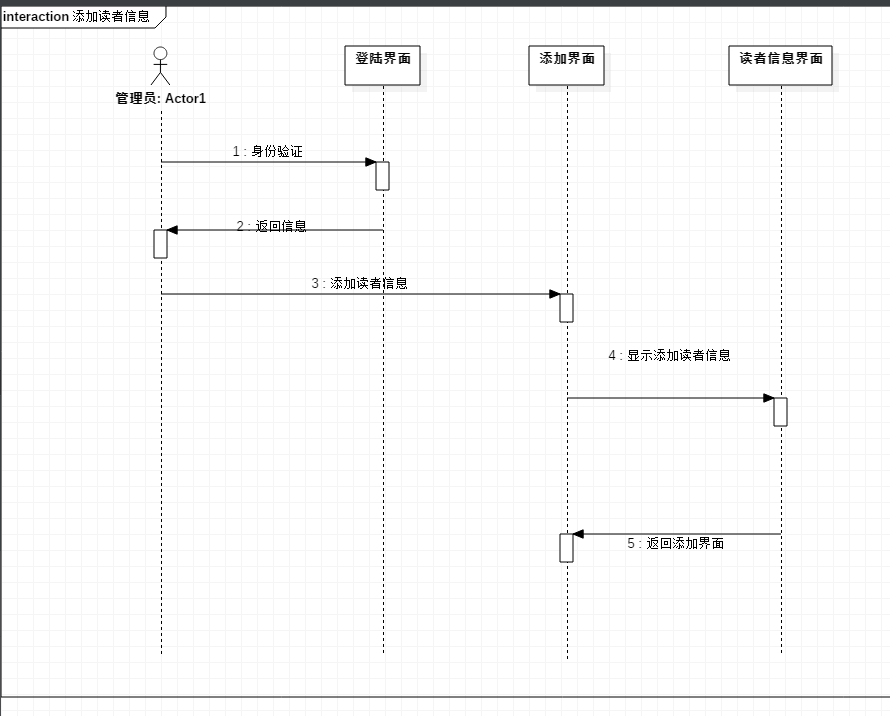 interaction 添加读者信息
登陆界面
添加界面
读者信息界面
管理员: Actor1
1 : 身份验证
2 : 返回信息
3 : 添加读者信息
4 : 显示添加读者信息
5 : 返回添加界面